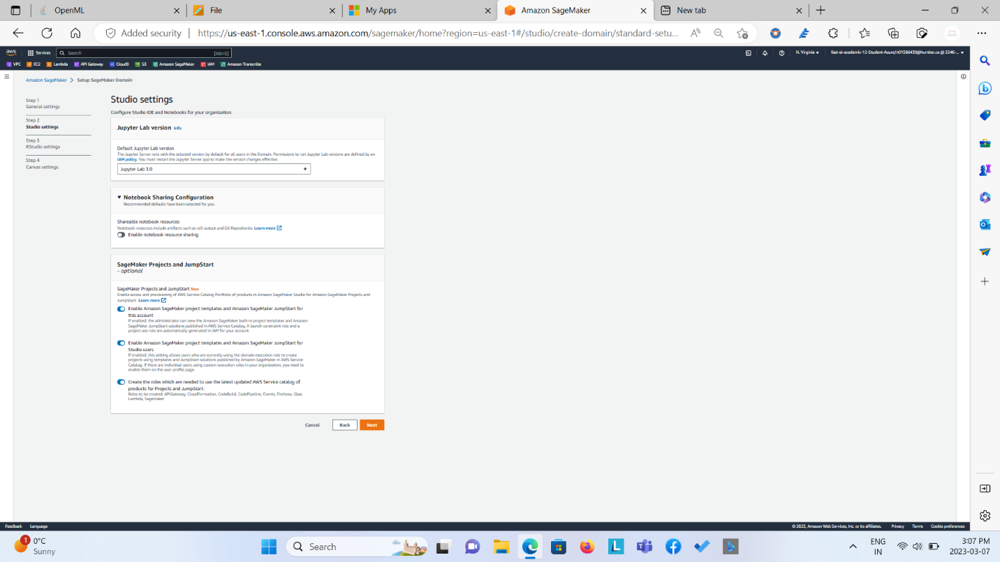 OpenML
File
My Apps
Amazon SageMaker
New tab
Added security
https://us-east-1.console.aws.amazon.com/sagemaker/home?region=us-east-1#/studio/create-domain/standard-setu...
aws
Services
Search
[Alt+S]
N. Virginia
fast-ai-academic-12-Student-Azure/n01586439@humber.ca @ 2246-...
VPC
EC2
Lambda
API Gateway
Cloud9
S3
Amazon SageMaker
IAM
Amazon Transcribe
Amazon SageMaker
Setup SageMaker Domain
Step 1
General settings
Step 2
Studio settings
Step 3
RStudio settings
Step 4
Canvas settings
Studio settings
Configure Studio IDE and Notebooks for your organization.
Jupyter Lab version Info
Default Jupyter Lab version
The Jupyter Server runs with the selected version by default for all users in the Domain. Permissions to run Jupyter Lab versions are defined by an
IAM policy. You must restart the Jupyter Server app to make the version changes effective.
Jupyter Lab 3.0
Notebook Sharing Configuration
Recommended defaults have been selected for you
Shareable notebook resources
Notebook resources include artifacts such as cell output and Git Repositories Learn more
Enable notebook resource sharing
SageMaker Projects and JumpStart
- optional
SageMaker Projects and JumpStart New
Enable access and provisioning of AWS Service Catalog Portfolio of products in Amazon SageMaker Studio for Amazon SageMaker Projects and
JumpStart. Learn more
Enable Amazon SageMaker project templates and Amazon SageMaker JumpStart for
this account
If enabled, the administrator can view the Amazon SageMaker built-in project templates and Amazon
SageMaker JumpStart solutions published in AWS Service Catalog. A launch constraint role and a
project use role are automatically generated in IAM for your account.
Enable Amazon SageMaker project templates and Amazon SageMaker JumpStart for
Studio users
If enabled, this setting allows users who are currently using the domain execution role to create
projects using templates and JumpStart solutions published by Amazon SageMaker in AWS Service
Catalog. If there are individual users using custom execution roles in your organization, you need to
enable them on the user profile page.
Create the roles which are needed to use the latest updated AWS Service catalog of
products for Projects and JumpStart.
Roles to be created: APIGateway, CloudFormation, CodeBuild, CodePipeline, Events, Firehose, Glue,
Lambda, Sagemaker
Cancel
Back
Next
Feedback
Language
© 2023, Amazon Web Services, Inc. or its affiliates.
Privacy
Terms
Cookie preferences
1
0°C
Sunny
Search
ENG
IN
3:07 PM
2023-03-07